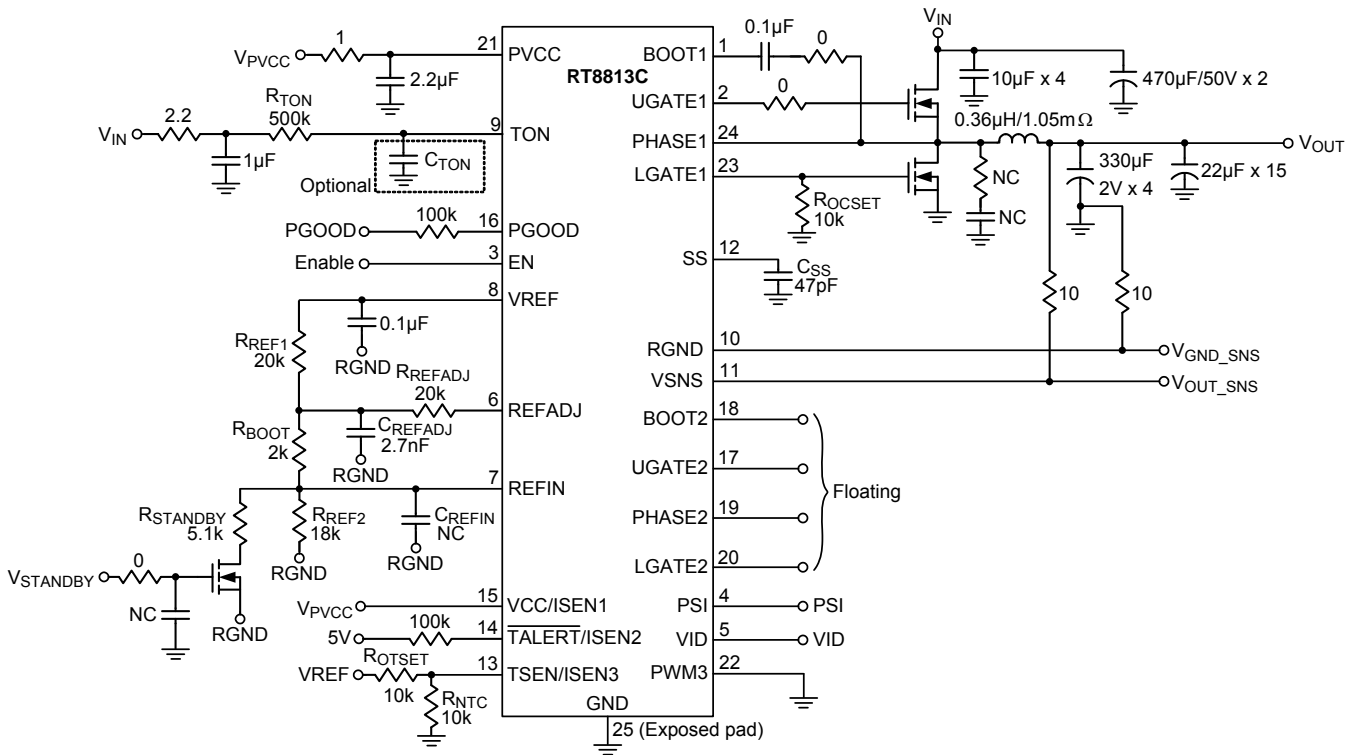 V_PVCC
1
2.2µF
21
PVCC
RT8813C
BOOT1
1
0.1µF
0
V_IN
10µF x 4
470µF/50V x 2
V_IN
2.2
1µF
R_TON
500k
9
TON
Optional
C_TON
UGATE1
2
0
PHASE1
24
0.36µH/1.05mΩ
V_OUT
LGATE1
23
R_OCSET
10k
NC
NC
330µF
2V x 4
22µF x 15
PGOOD
100k
16
PGOOD
Enable
3
EN
SS
12
C_SS
47pF
10
10
8
VREF
0.1µF
RGND
R_REF1
20k
RGND
10
V_GND_SNS
VSNS
11
V_OUT_SNS
R_REFADJ
20k
6
REFADJ
C_REFADJ
2.7nF
RGND
R_BOOT
2k
7
REFIN
R_STANDBY
5.1k
R_REF2
18k
RGND
C_REFIN
NC
RGND
V_STANDBY
0
NC
RGND
BOOT2
18
UGATE2
17
PHASE2
19
LGATE2
20
Floating
V_PVCC
15
VCC/ISEN1
PSI
4
PSI
5V
100k
14
TALERT/ISEN2
VID
5
VID
VREF
R_OTSET
10k
13
TSEN/ISEN3
R_NTC
10k
PWM3
22
GND
25 (Exposed pad)